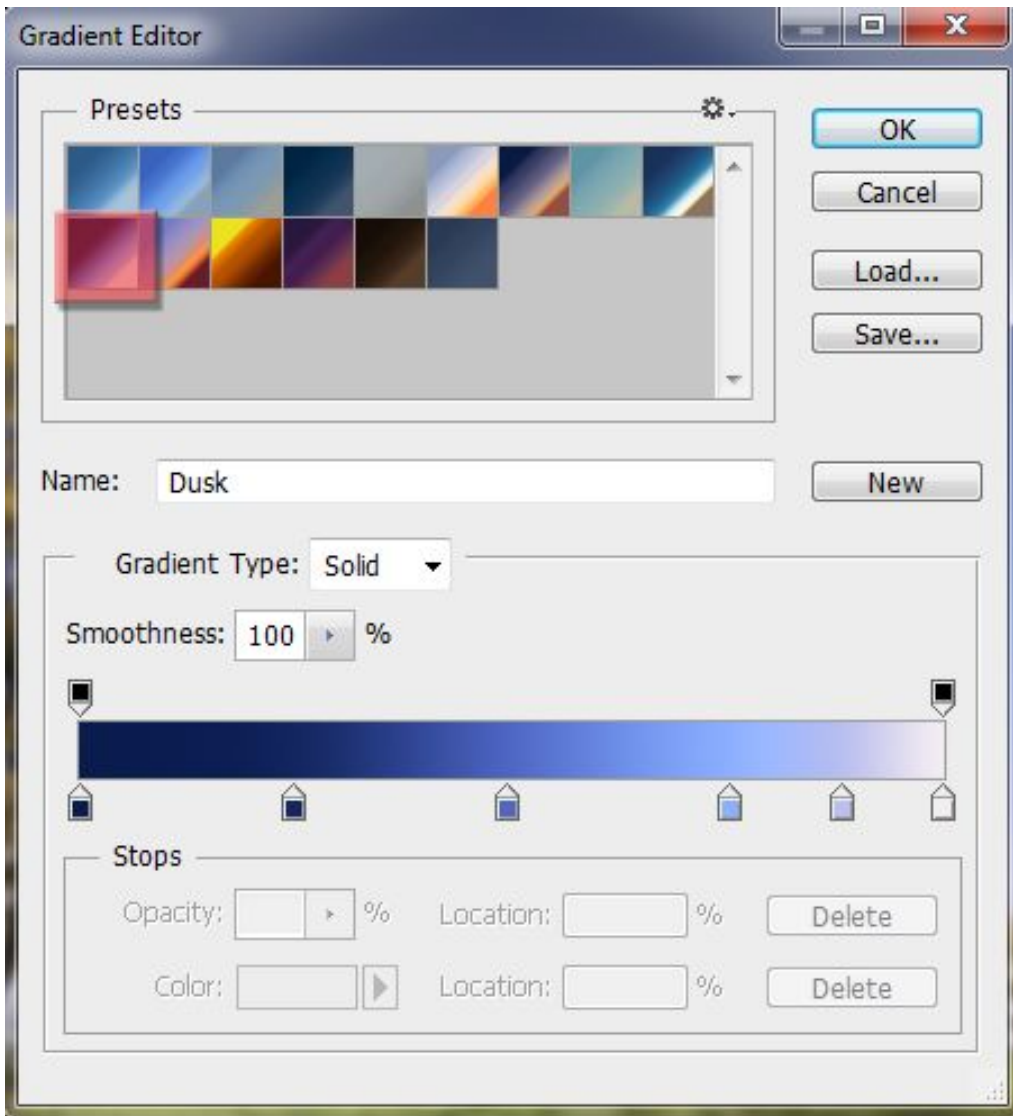 Gradient Editor
Presets
OK
Cancel
Load...
Save...
Name: Dusk
New
Gradient Type: Solid
Smoothness: 100 %
Stops
Opacity: % Location: % Delete
Color: Location: % Delete